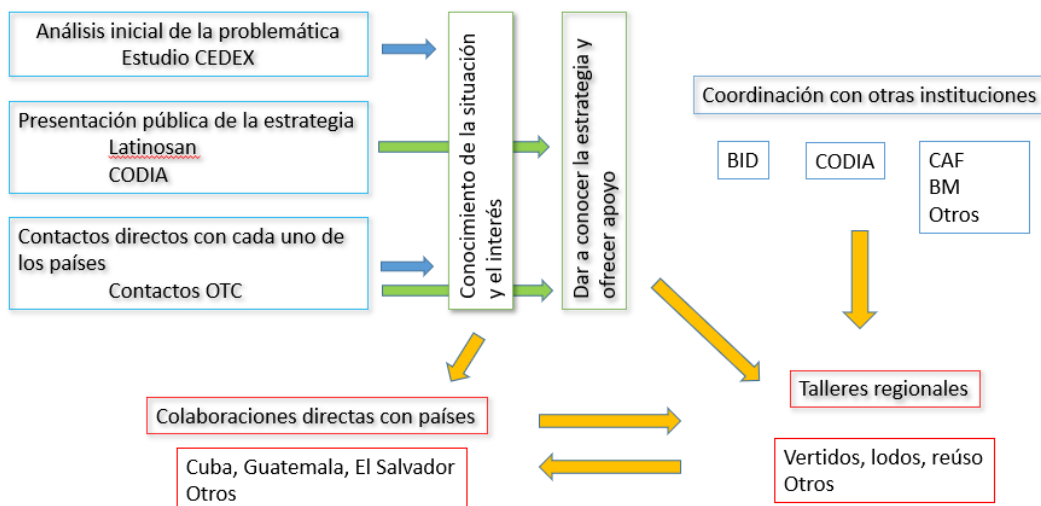 Análisis inicial de la problemática
Estudio CEDEX
Presentación pública de la estrategia
Latinosan
CODIA
Contactos directos con cada uno de
los países
Contactos OTC
Conocimiento de la situación
y el interés
Dar a conocer la estrategia y
ofrecer apoyo
Coordinación con otras instituciones
BID
CODIA
CAF
BM
Otros
Colaboraciones directas con países
Cuba, Guatemala, El Salvador
Otros
Talleres regionales
Vertidos, lodos, reúso
Otros